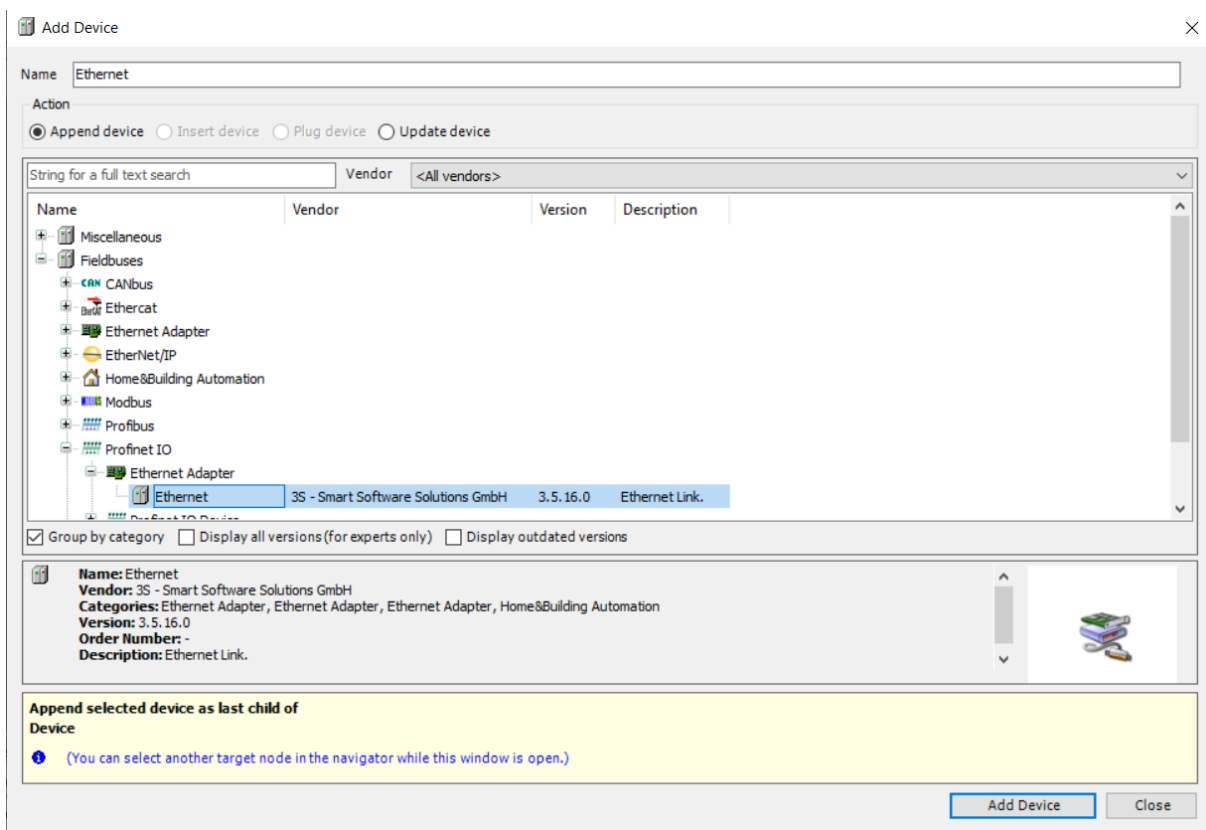 Add Device
Name Ethernet
Action
Append device Insert device Plug device Update device
String for a full text search Vendor <All vendors>
Name Vendor Version Description
Miscellaneous
Fieldbuses
CAN CANbus
Ethercat
Ethernet Adapter
EtherNet/IP
Home&Building Automation
Modbus
Profibus
Profinet IO
Ethernet Adapter
Ethernet 3S - Smart Software Solutions GmbH 3.5.16.0 Ethernet Link.
Group by category Display all versions (for experts only) Display outdated versions
Name: Ethernet
Vendor: 3S - Smart Software Solutions GmbH
Categories: Ethernet Adapter, Ethernet Adapter, Ethernet Adapter, Home&Building Automation
Version: 3.5.16.0
Order Number: -
Description: Ethernet Link.
Append selected device as last child of
Device
(You can select another target node in the navigator while this window is open.)
Add Device Close